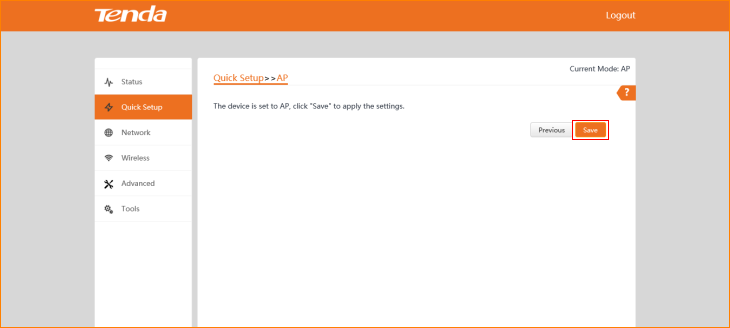 Tenda
Logout
Status
Quick Setup
Network
Wireless
Advanced
Tools
Current Mode: AP
Quick Setup>>AP
?
The device is set to AP, click "Save" to apply the settings.
Previous
Save